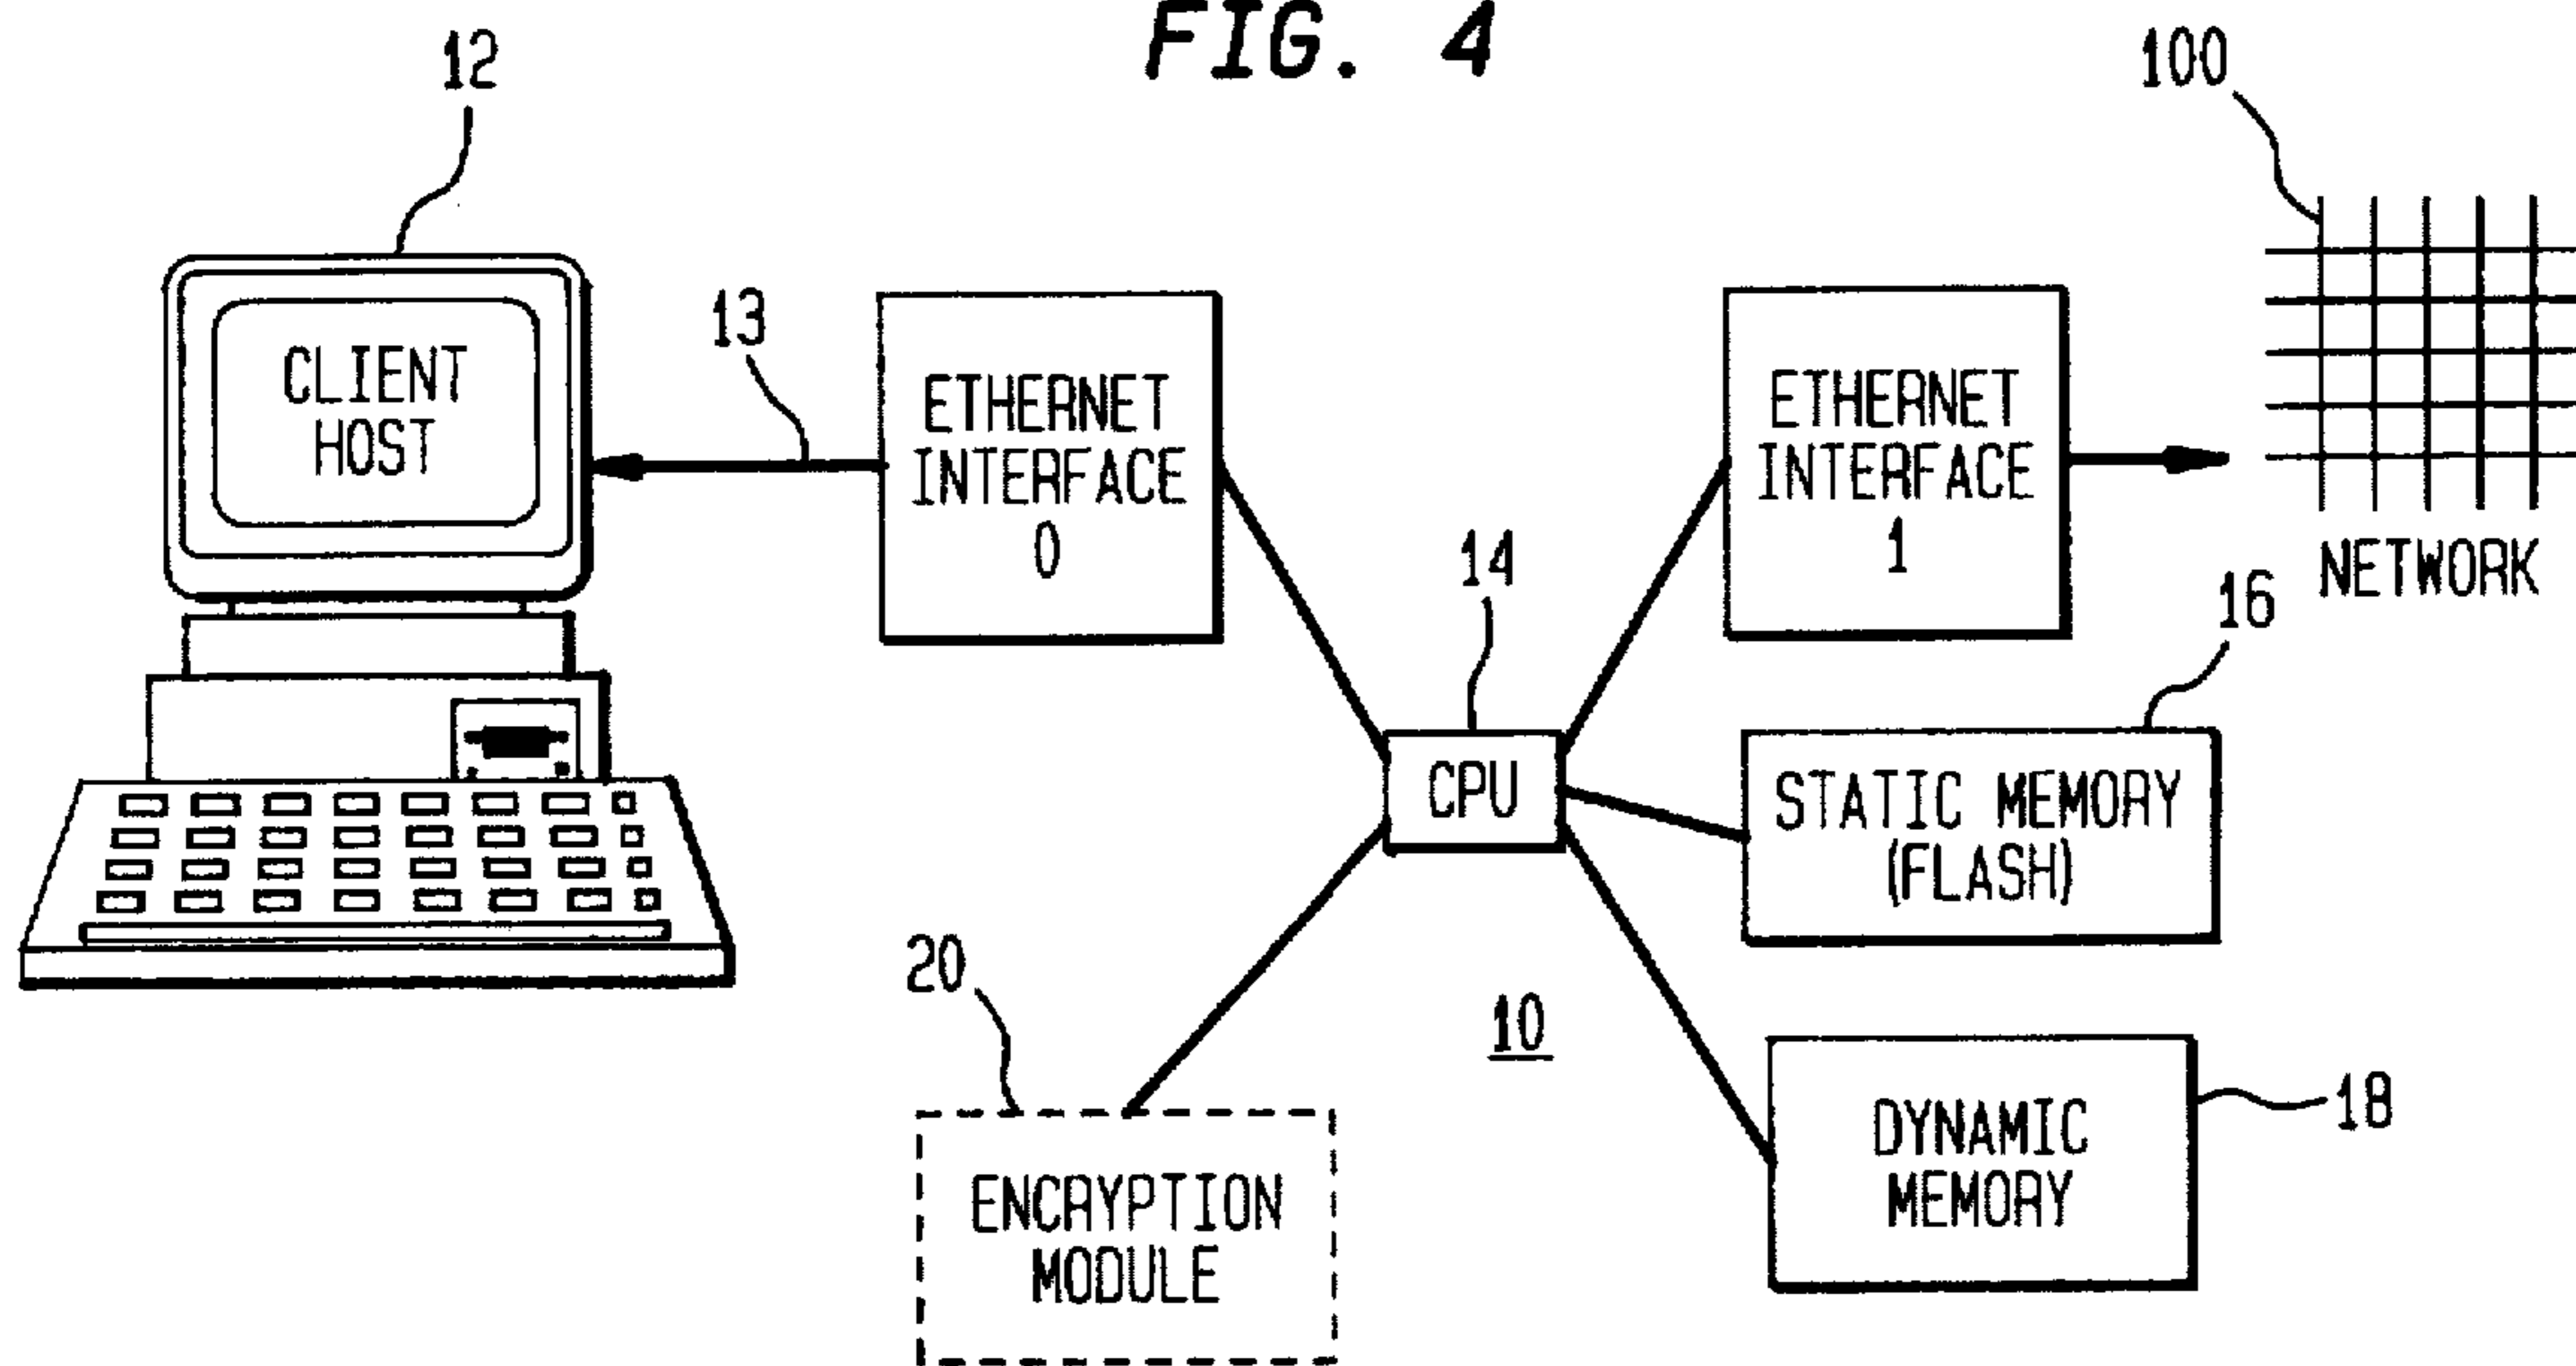 FIG. 4
12
100
CLIENT
HOST
13
ETHERNET
INTERFACE
0
ETHERNET
INTERFACE
1
NETWORK
14
16
CPU
STATIC MEMORY
(FLASH)
20
10
18
DYNAMIC
MEMORY
ENCRYPTION
MODULE